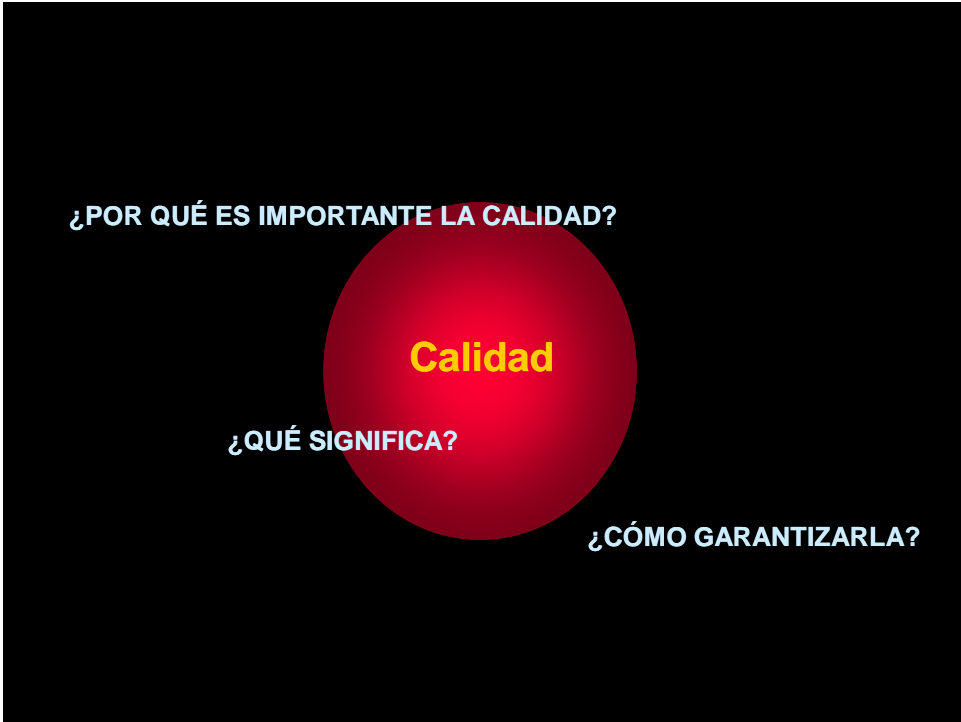 ¿POR QUÉ ES IMPORTANTE LA CALIDAD?
Calidad
¿QUÉ SIGNIFICA?
¿CÓMO GARANTIZARLA?